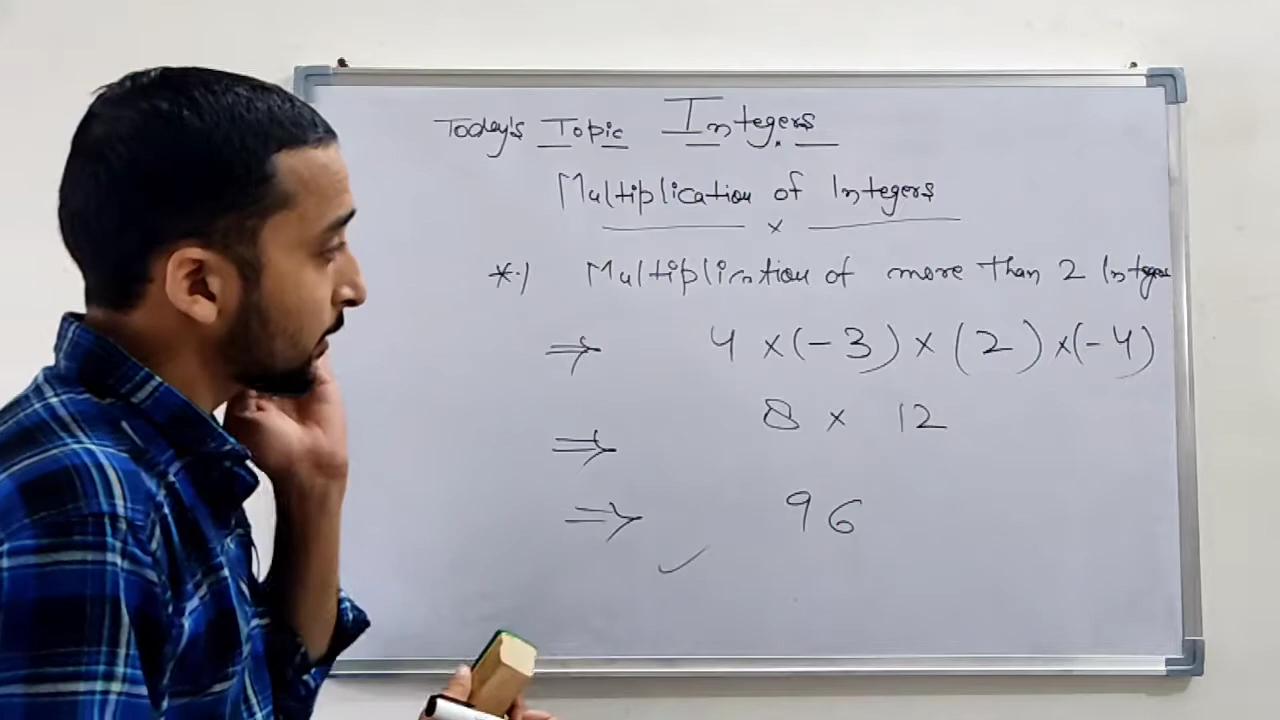 Today's Topic Integers
Multiplication of Integers
×
*·) Multiplication of more than 2 Integers
⇒ 4 ×(-3) × (2) ×(-4)
⇒ 8 × 12
⇒ 96